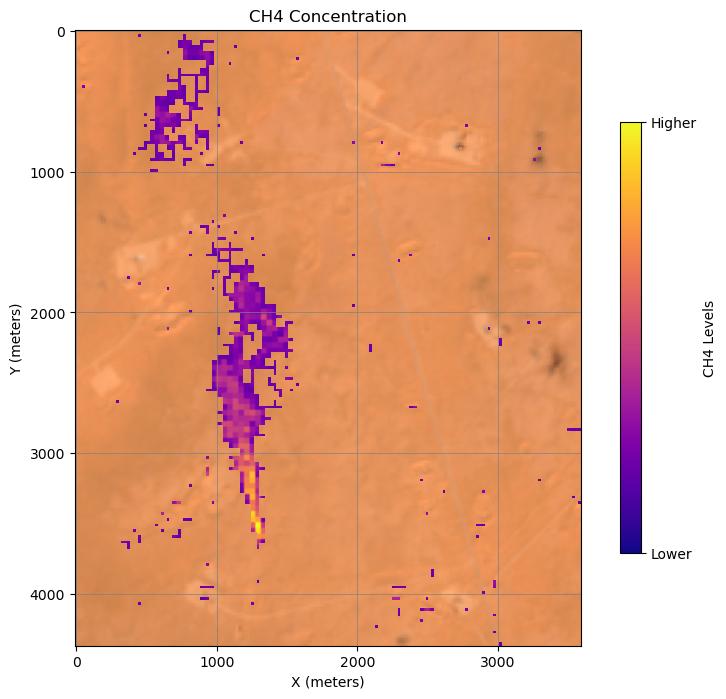 CH4 Concentration
0
1000
2000
3000
4000
Y (meters)
0
1000
2000
3000
X (meters)
Higher
Lower
CH4 Levels